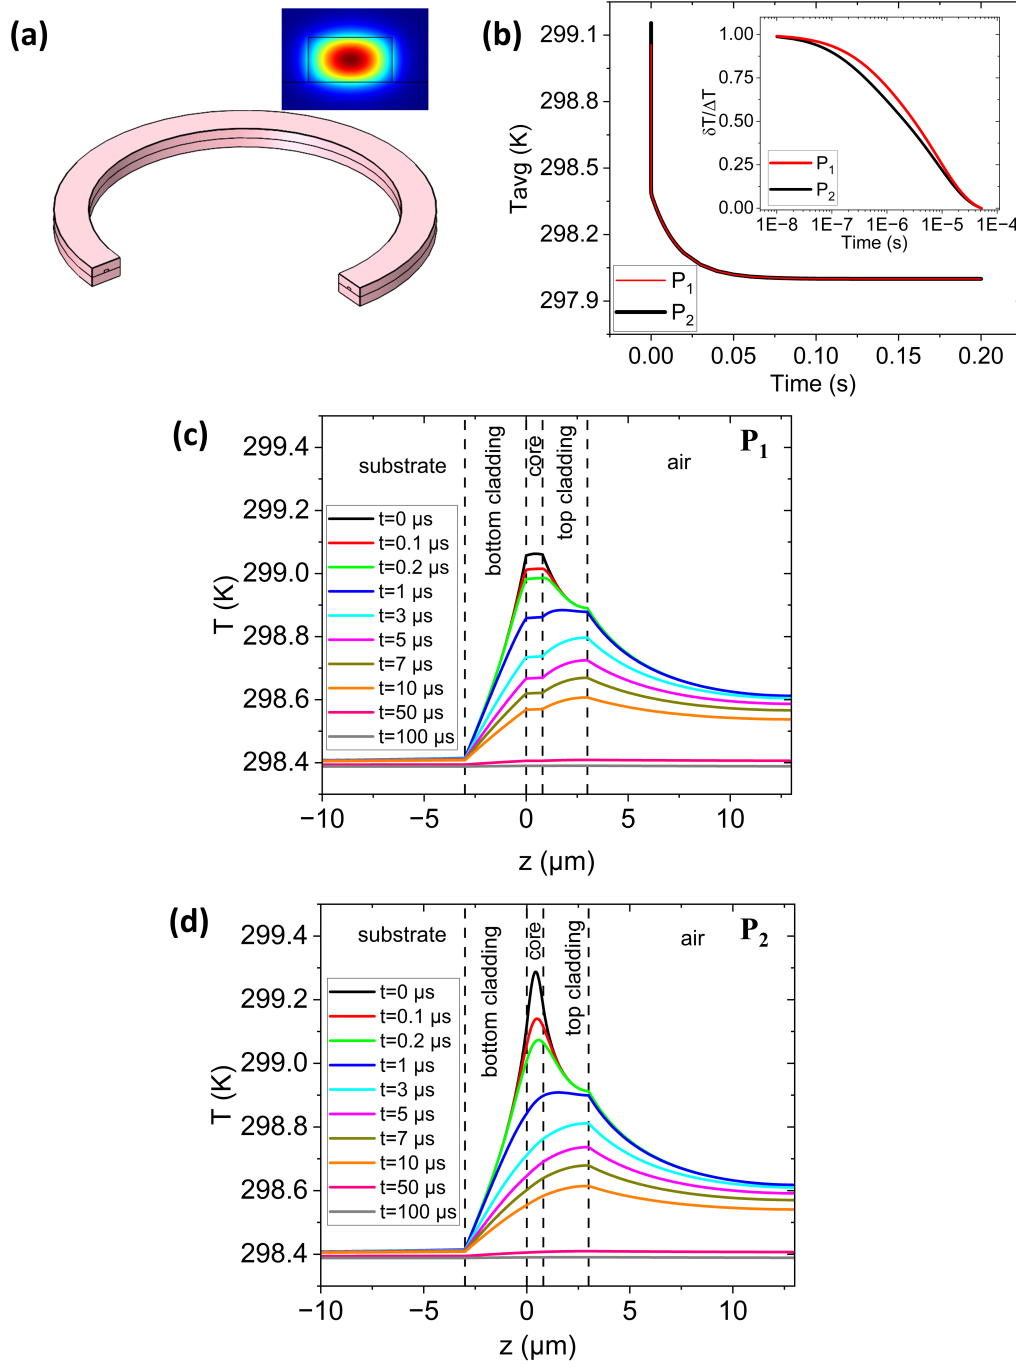 (a)
(b)
299.1
298.8
298.5
298.2
297.9
Tavg (K)
0.00 0.05 0.10 0.15 0.20
Time (s)
P₁
P₂
1.00
0.75
0.50
0.25
0.00
δT/ΔT
1E−8 1E−7 1E−6 1E−5 1E−4
Time (s)
P₁
P₂
(c)
299.4
299.2
299.0
298.8
298.6
298.4
T (K)
substrate
bottom cladding
core
top cladding
air
P₁
t=0 µs
t=0.1 µs
t=0.2 µs
t=1 µs
t=3 µs
t=5 µs
t=7 µs
t=10 µs
t=50 µs
t=100 µs
−10 −5 0 5 10
z (µm)
(d)
299.4
299.2
299.0
298.8
298.6
298.4
T (K)
substrate
bottom cladding
core
top cladding
air
P₂
t=0 µs
t=0.1 µs
t=0.2 µs
t=1 µs
t=3 µs
t=5 µs
t=7 µs
t=10 µs
t=50 µs
t=100 µs
−10 −5 0 5 10
z (µm)